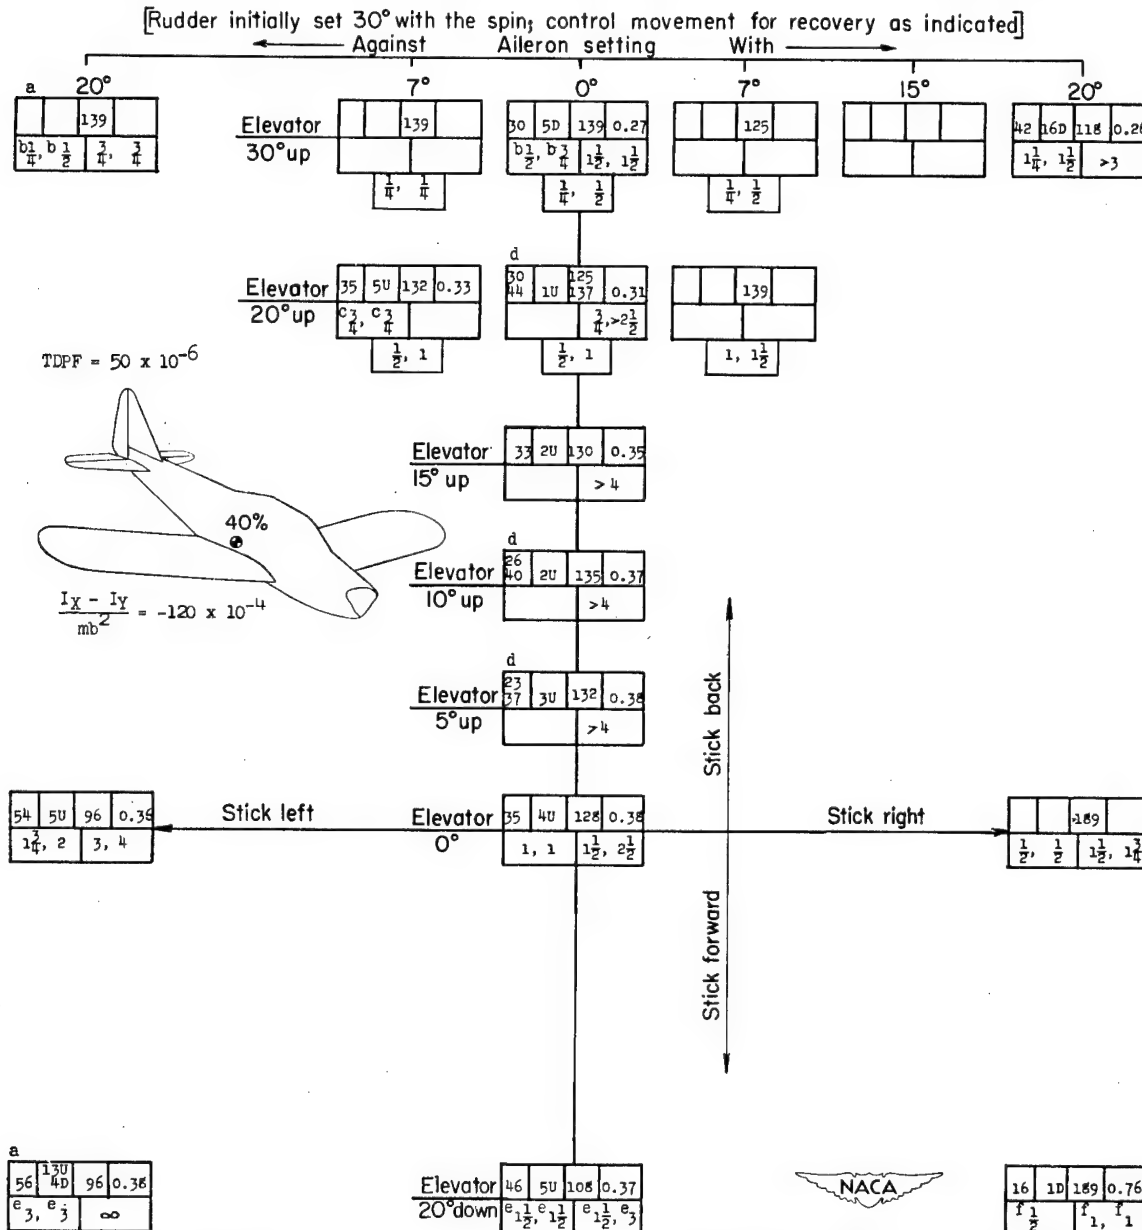 [Rudder initially set 30° with the spin; control movement for recovery as indicated]
Against Aileron setting With
20° 7° 0° 7° 15° 20°
a
139
b1/4, b1/2 3/4, 3/4
Elevator 30° up
139
1/4, 1/4
30 5D 139 0.27
b1/2, b3/4 1 1/2, 1 1/2
1/4, 1/2
125
1/4, 1/2
42 16D 118 0.28
1 1/4, 1 1/2 >3
Elevator 20° up
35 5U 132 0.33
c3/4, c3/4
1/2, 1
d
30 44 1U 125 137 0.31
3/4, >2 1/2
1/2, 1
139
1, 1 1/2
TDPF = 50 x 10-6
40%
IX - IY / mb2 = -120 x 10-4
Elevator 15° up
33 2U 130 0.35
>4
d
Elevator 10° up
26 40 2U 135 0.37
>4
d
Elevator 5° up
23 37 3U 132 0.38
>4
Stick back
54 5U 96 0.36
1 3/4, 2 3, 4
Stick left
Elevator 0°
35 4U 128 0.38
1, 1 1 1/2, 2 1/2
Stick right
189
1/2, 1/2 1 1/2, 1 3/4
Stick forward
a
56 13U 4D 96 0.38
e3, e3 ∞
Elevator 20° down
46 5U 108 0.37
e1 1/2, e1 1/2 e1 1/2, e3
NACA
16 1D 189 0.76
f1/2 f1, f1